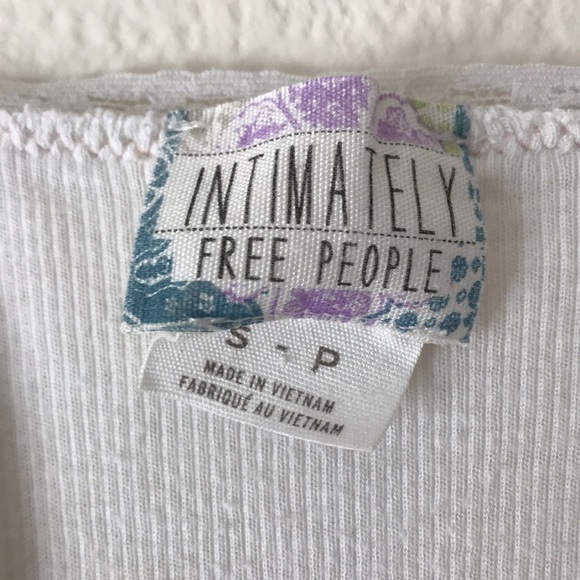 INTIMATELY
FREE PEOPLE
S - P
MADE IN VIETNAM
FABRIQUÉ AU VIETNAM